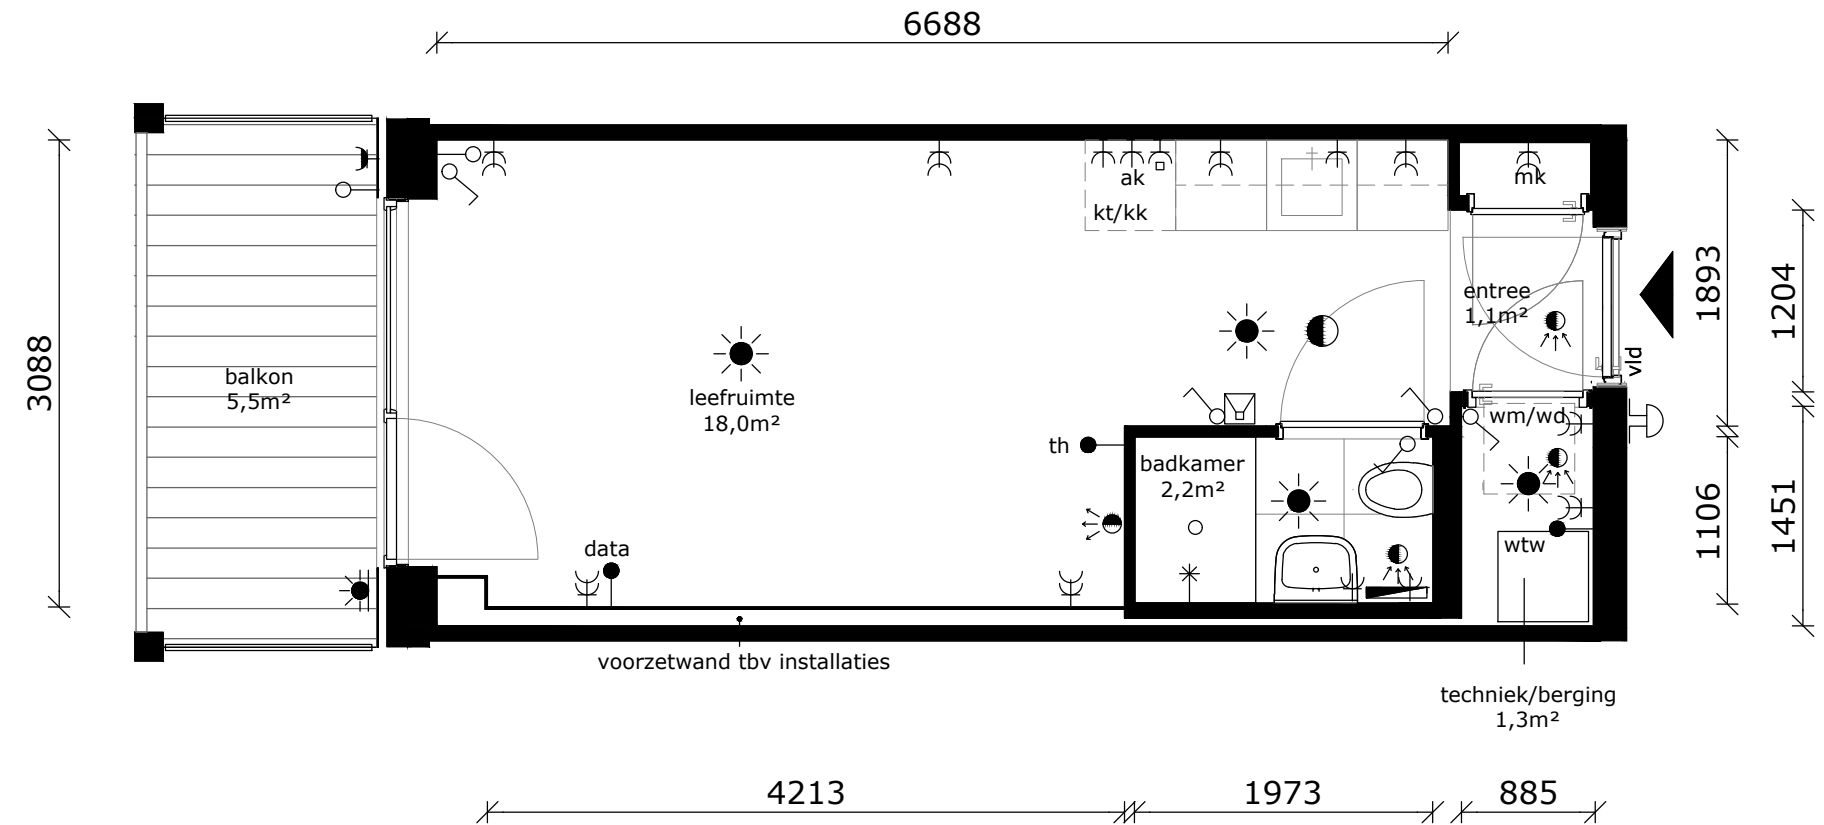 6688
ak
mk
kt/kk
entree
1,1m²
1893
1204
3088
balkon
5,5m²
leefruimte
18,0m²
vld
wm/wd
th
badkamer
2,2m²
1106
1451
data
wtw
voorzetwand tbv installaties
techniek/berging
1,3m²
4213
1973
885